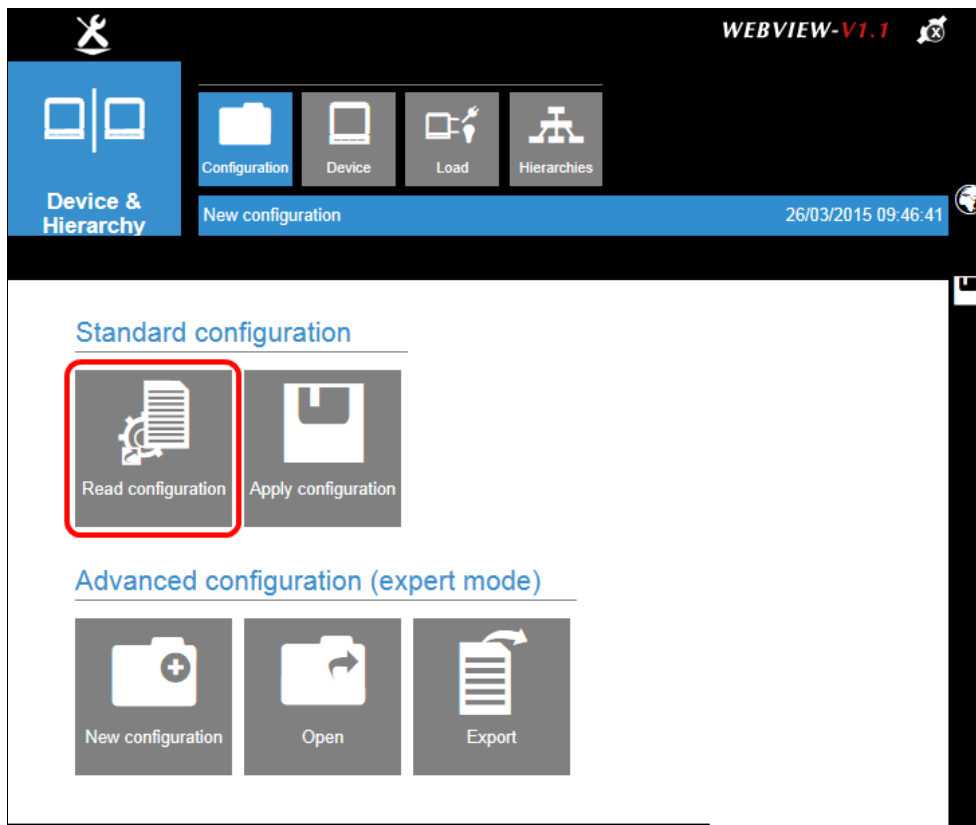 WEBVIEW-V1.1
Configuration
Device
Load
Hierarchies
Device &
Hierarchy
New configuration
26/03/2015 09:46:41
Standard configuration
Read configuration
Apply configuration
Advanced configuration (expert mode)
New configuration
Open
Export